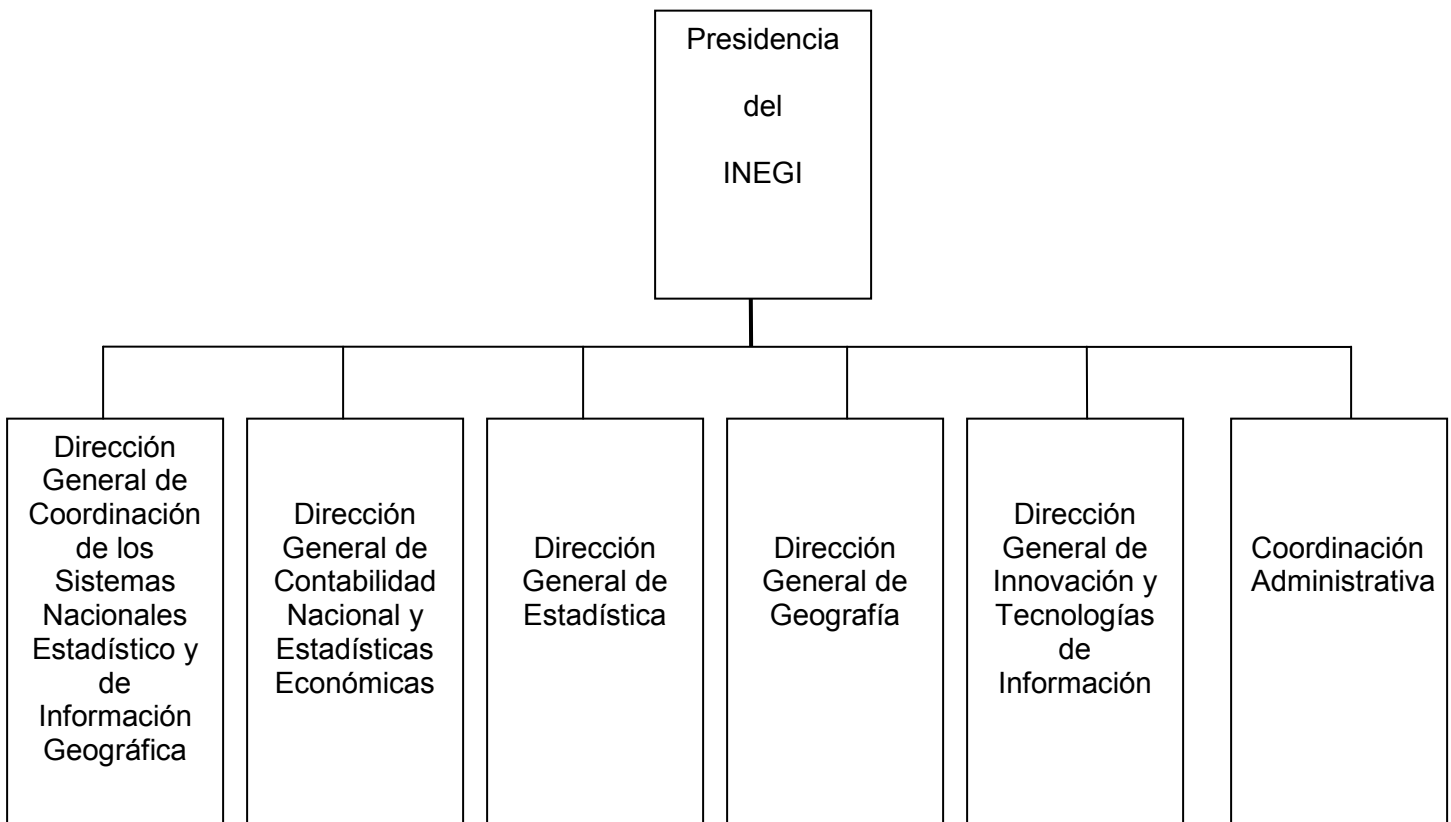 Presidencia
del
INEGI
Dirección
General de
Coordinación
de los
Sistemas
Nacionales
Estadístico y
de
Información
Geográfica
Dirección
General de
Contabilidad
Nacional y
Estadísticas
Económicas
Dirección
General de
Estadística
Dirección
General de
Geografía
Dirección
General de
Innovación y
Tecnologías
de
Información
Coordinación
Administrativa